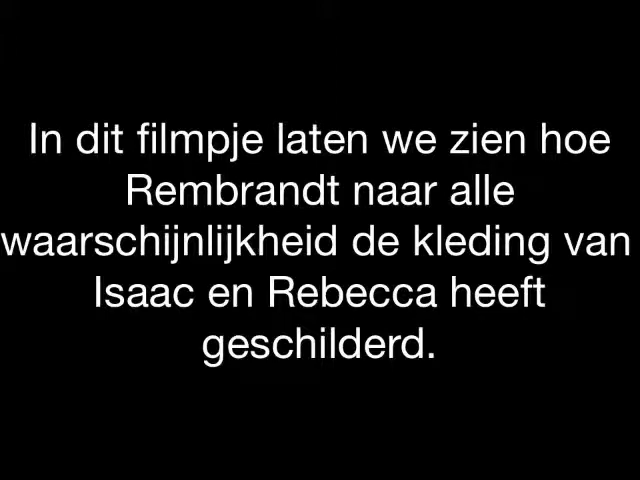 In dit filmpje laten we zien hoe
Rembrandt naar alle
waarschijnlijkheid de kleding van
Isaac en Rebecca heeft
geschilderd.